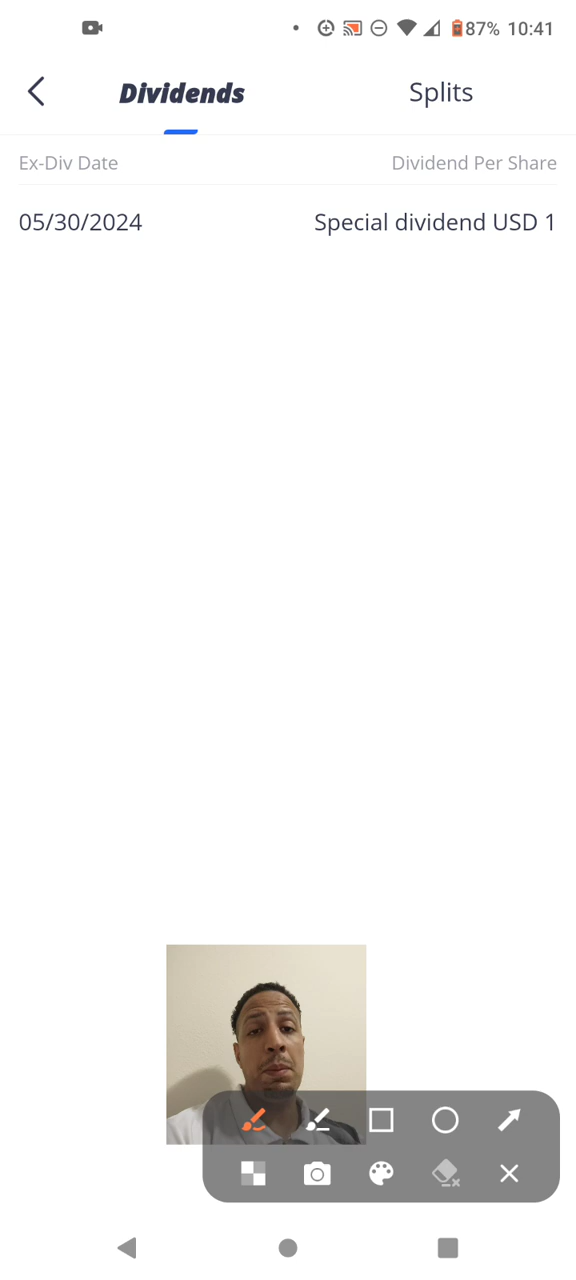 87% 10:41
Dividends Splits
Ex-Div Date Dividend Per Share
05/30/2024 Special dividend USD 1